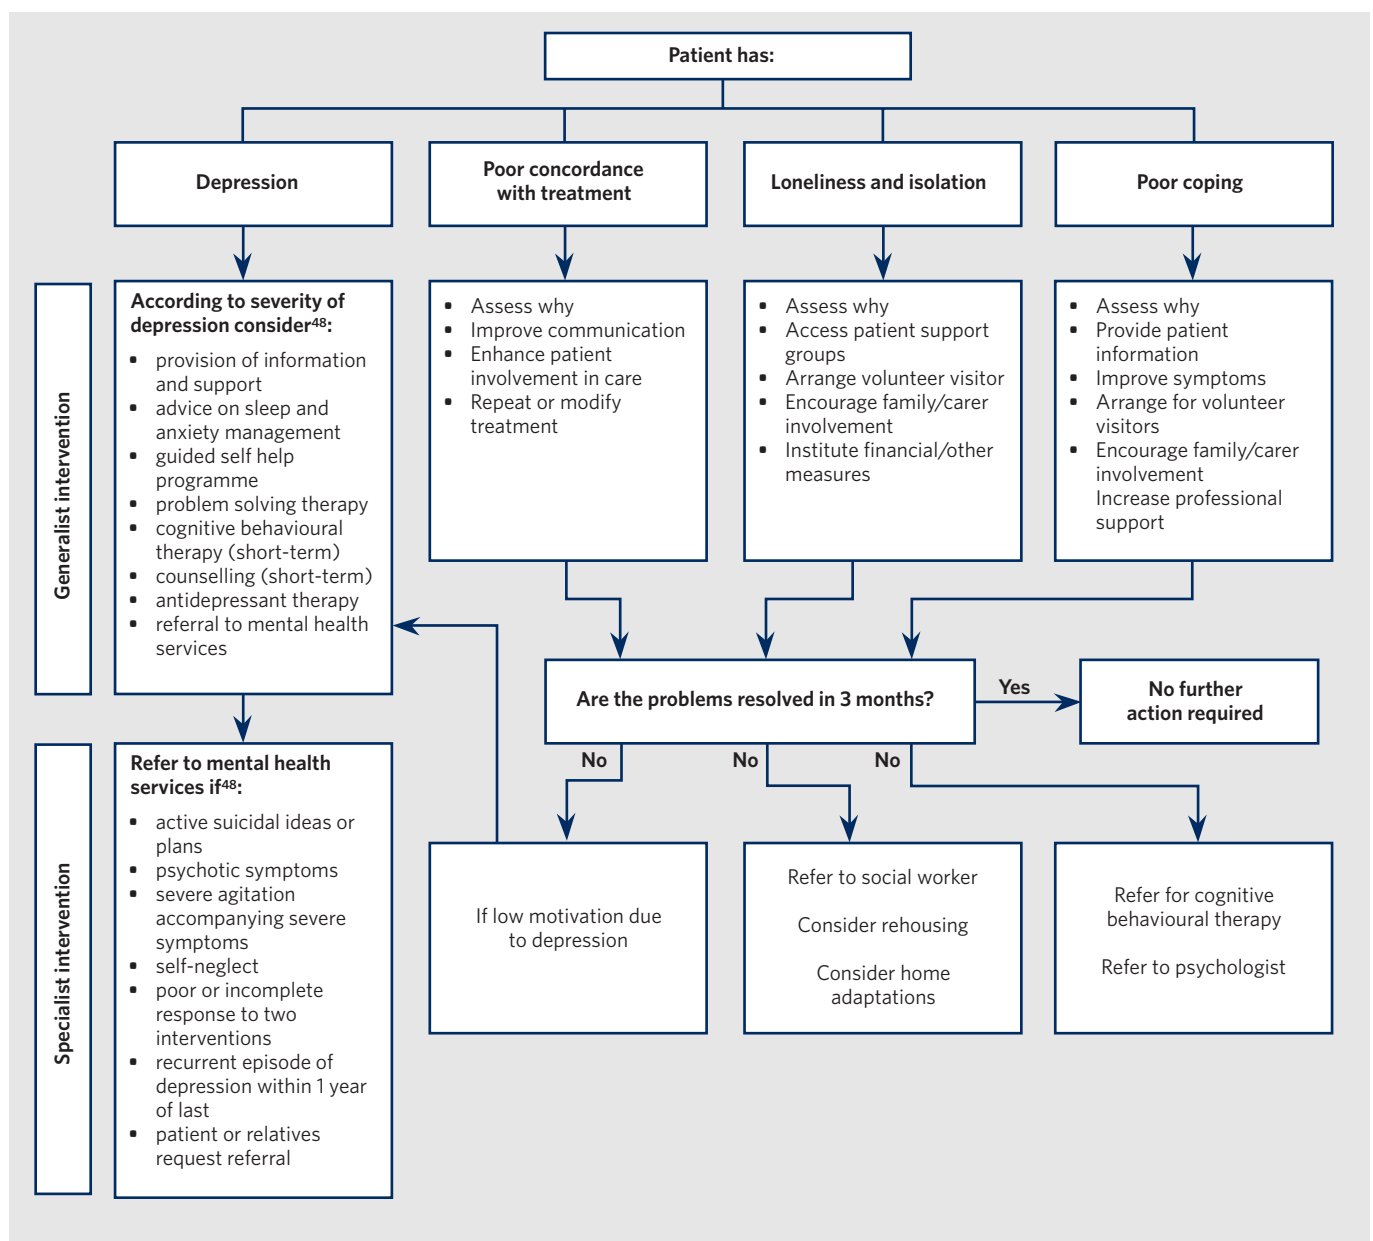 Patient has:
Depression
Poor concordance
with treatment
Loneliness and isolation
Poor coping
Generalist intervention
According to severity of
depression consider⁴⁸:
▪ provision of information
and support
▪ advice on sleep and
anxiety management
▪ guided self help
programme
▪ problem solving therapy
▪ cognitive behavioural
therapy (short-term)
▪ counselling (short-term)
▪ antidepressant therapy
▪ referral to mental health
services
▪ Assess why
▪ Improve communication
▪ Enhance patient
involvement in care
▪ Repeat or modify
treatment
▪ Assess why
▪ Access patient support
groups
▪ Arrange volunteer visitor
▪ Encourage family/carer
involvement
▪ Institute financial/other
measures
▪ Assess why
▪ Provide patient
information
▪ Improve symptoms
▪ Arrange for volunteer
visitors
▪ Encourage family/carer
involvement
Increase professional
support
Are the problems resolved in 3 months?
Yes
No further
action required
No
No
No
Specialist intervention
Refer to mental health
services if⁴⁸:
▪ active suicidal ideas or
plans
▪ psychotic symptoms
▪ severe agitation
accompanying severe
symptoms
▪ self-neglect
▪ poor or incomplete
response to two
interventions
▪ recurrent episode of
depression within 1 year
of last
▪ patient or relatives
request referral
If low motivation due
to depression
Refer to social worker
Consider rehousing
Consider home
adaptations
Refer for cognitive
behavioural therapy
Refer to psychologist